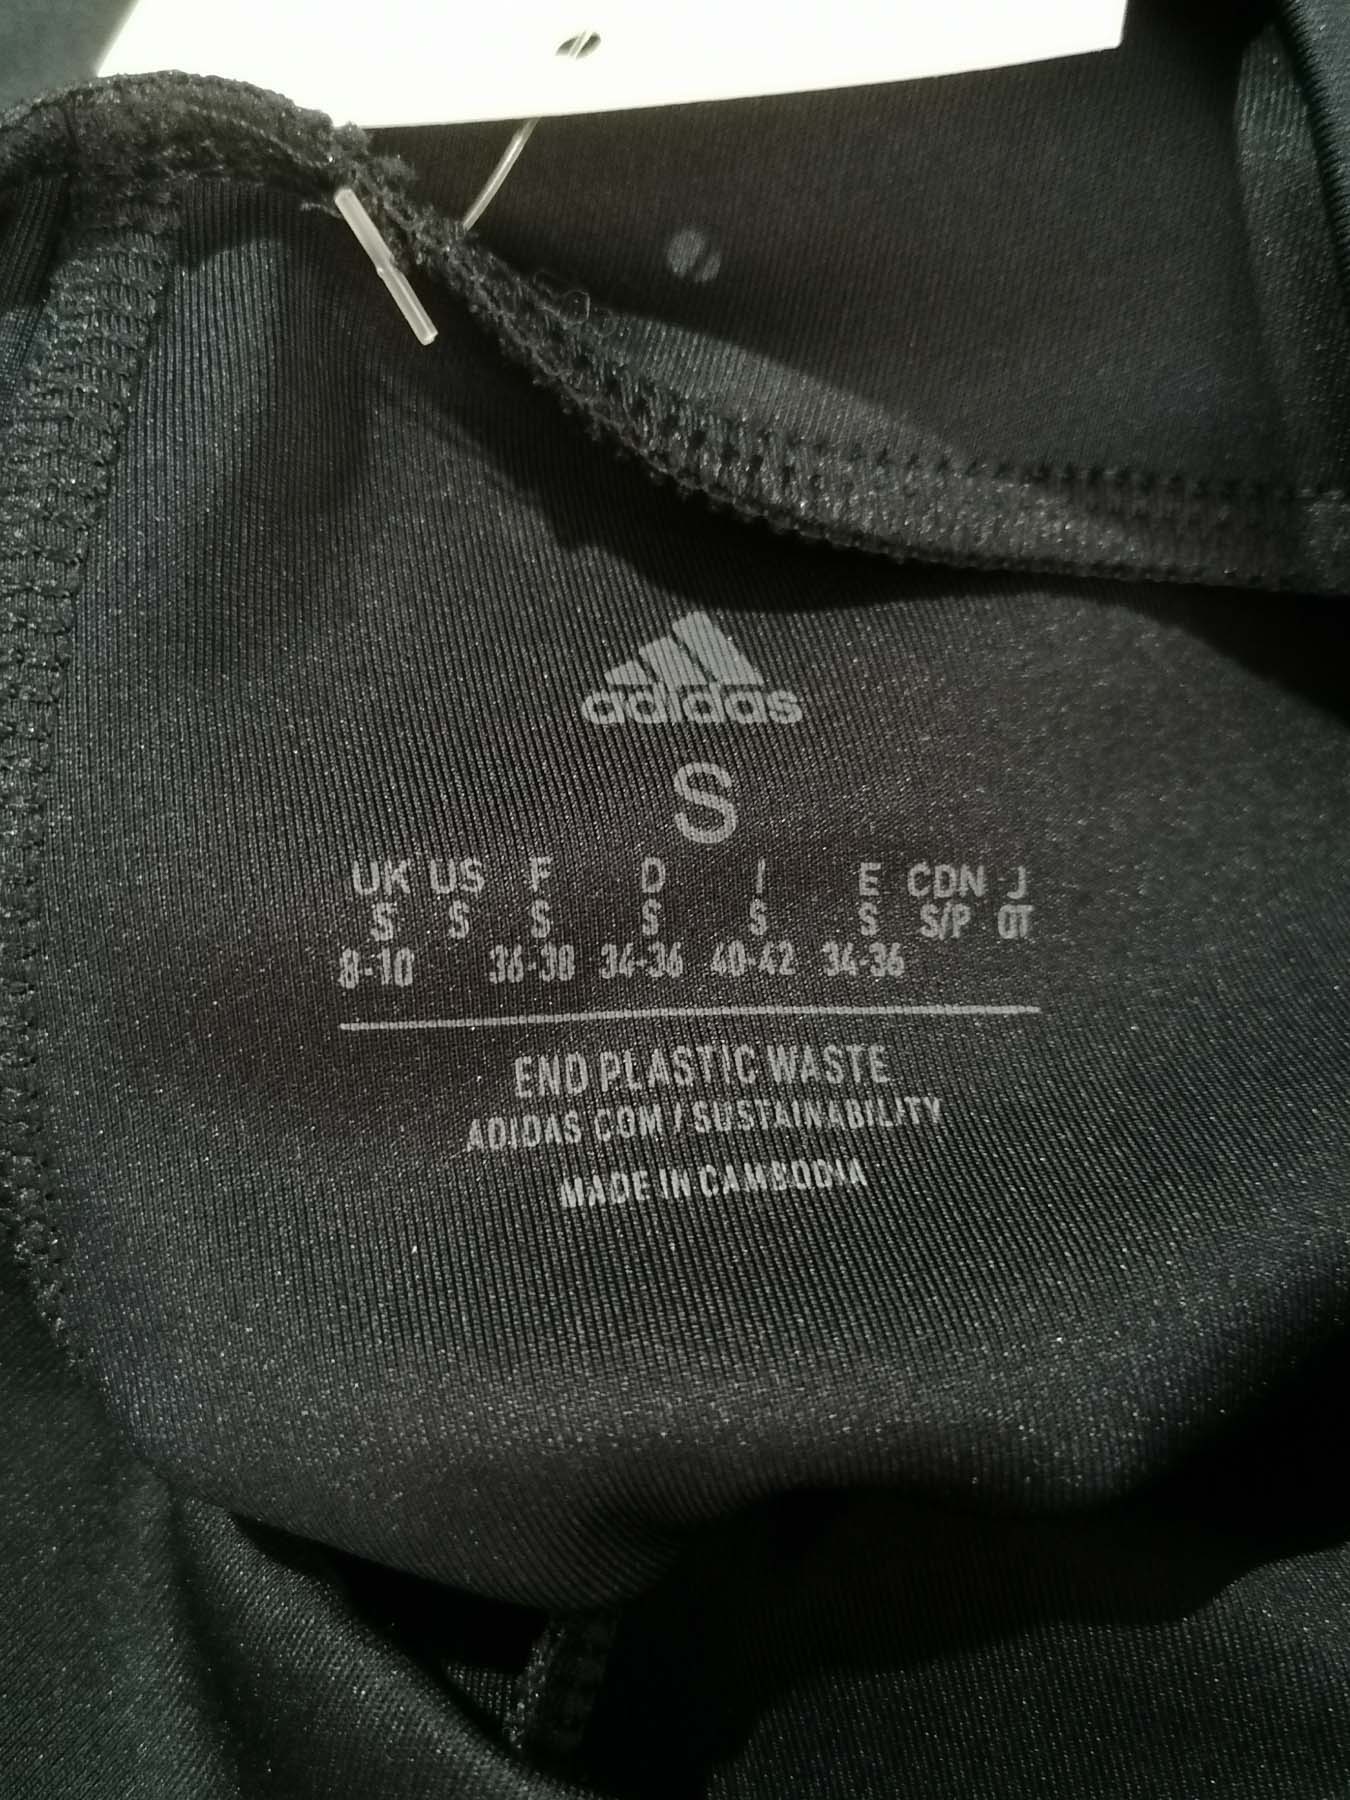 adidas
S
UK US F D I E CDN J
S S S S S S S/P OT
8-10 36-38 34-36 40-42 34-36
END PLASTIC WASTE
ADIDAS.COM/SUSTAINABILITY
MADE IN CAMBODIA